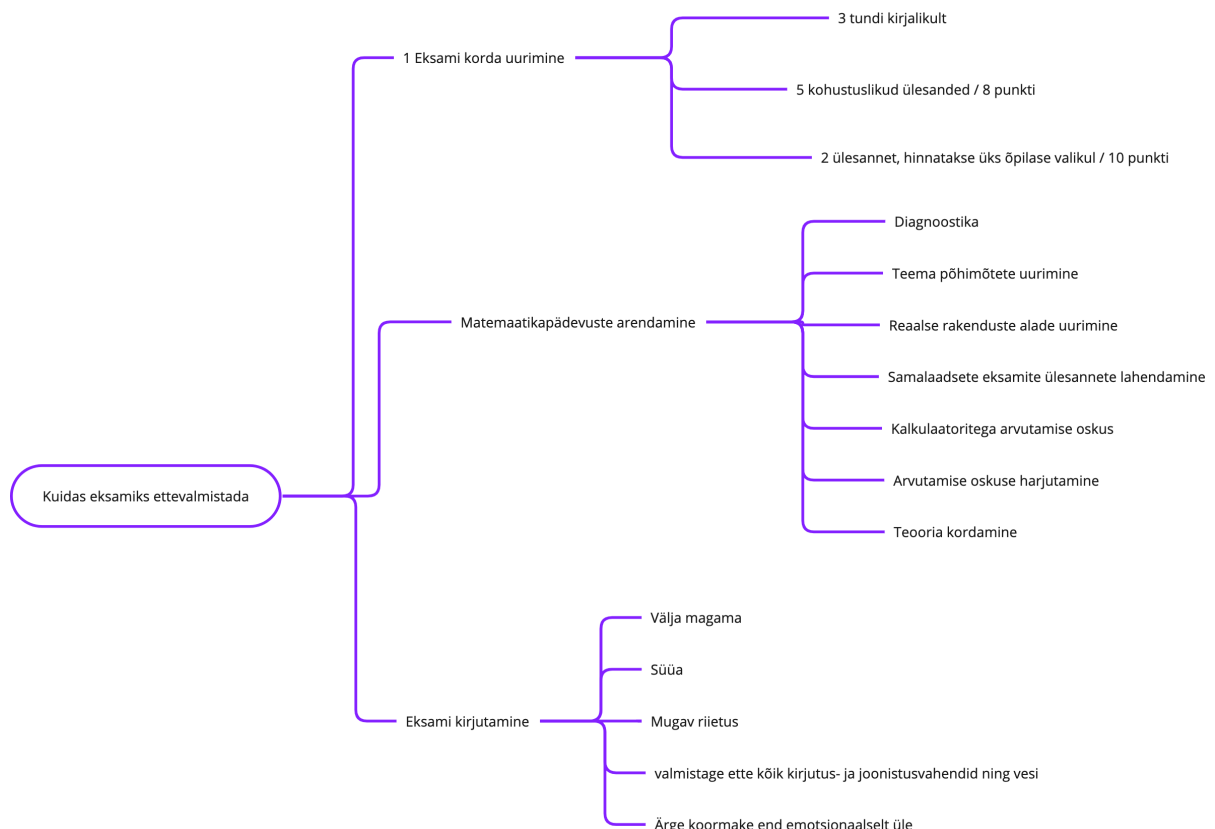 Kuidas eksamiks ettevalmistada
1 Eksami korda uurimine
3 tundi kirjalikult
5 kohustuslikud ülesanded / 8 punkti
2 ülesannet, hinnatakse üks õpilase valikul / 10 punkti
Matemaatikapädevuste arendamine
Diagnoostika
Teema põhimõtete uurimine
Reaalse rakenduste alade uurimine
Samalaadsete eksamite ülesannete lahendamine
Kalkulaatoritega arvutamise oskus
Arvutamise oskuse harjutamine
Teooria kordamine
Eksami kirjutamine
Välja magama
Süüa
Mugav riietus
valmistage ette kõik kirjutus- ja joonistusvahendid ning vesi
Ärge koormake end emotsionaalselt üle